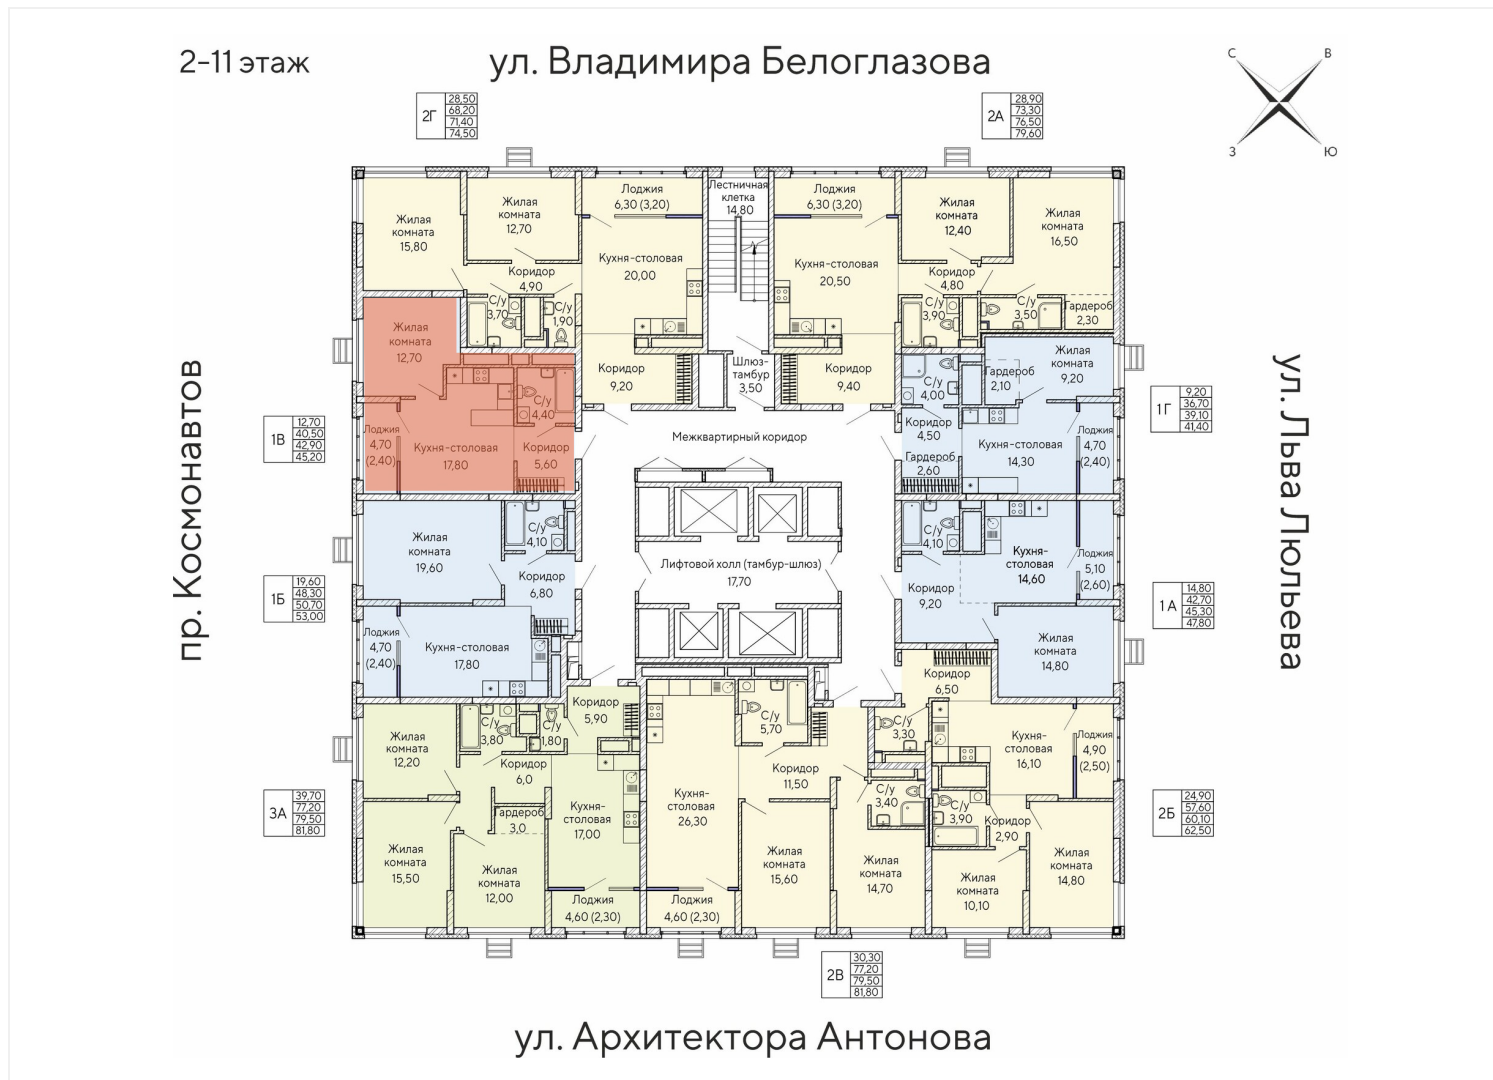 2-11 этаж
ул. Владимира Белоглазова
С
В
З
Ю
2Г
28,50
68,20
71,40
74,50
2А
28,90
73,30
76,50
79,60
Жилая
комната
15,80
Жилая
комната
12,70
Лоджия
6,30 (3,20)
Лестничная
клетка
14,80
Лоджия
6,30 (3,20)
Жилая
комната
12,40
Жилая
комната
16,50
Коридор
4,90
Кухня-столовая
20,00
Кухня-столовая
20,50
Коридор
4,80
С/у
3,70
С/у
1,90
С/у
3,90
С/у
3,50
Гардероб
2,30
Жилая
комната
12,70
Коридор
9,20
Шлюз-
тамбур
3,50
Коридор
9,40
С/у
4,00
Гардероб
2,10
Жилая
комната
9,20
пр. Космонавтов
ул. Льва Люльева
1В
12,70
40,50
42,90
45,20
1Г
9,20
36,70
39,10
41,40
С/у
4,40
Лоджия
4,70
(2,40)
Кухня-столовая
17,80
Коридор
5,60
Межквартирный коридор
Коридор
4,50
Гардероб
2,60
Кухня-столовая
14,30
Лоджия
4,70
(2,40)
Жилая
комната
19,60
С/у
4,10
Коридор
6,80
Лифтовой холл (тамбур-шлюз)
17,70
С/у
4,10
Кухня-
столовая
14,60
Лоджия
5,10
(2,60)
Коридор
9,20
1Б
19,60
48,30
50,70
53,00
1А
14,80
42,70
45,30
47,80
Лоджия
4,70
(2,40)
Кухня-столовая
17,80
Жилая
комната
14,80
Коридор
6,50
Жилая
комната
12,20
С/у
3,80
С/у
1,80
Коридор
5,90
С/у
5,70
С/у
3,30
Кухня-
столовая
16,10
Лоджия
4,90
(2,50)
Коридор
6,0
Коридор
11,50
3А
39,70
77,20
79,50
81,80
2Б
24,90
57,60
60,10
62,50
Гардероб
3,0
Кухня-
столовая
17,00
Кухня-
столовая
26,30
С/у
3,40
С/у
3,90
Коридор
2,90
Жилая
комната
15,50
Жилая
комната
12,00
Жилая
комната
15,60
Жилая
комната
14,70
Жилая
комната
10,10
Жилая
комната
14,80
Лоджия
4,60 (2,30)
Лоджия
4,60 (2,30)
2В
30,30
77,20
79,50
81,80
ул. Архитектора Антонова